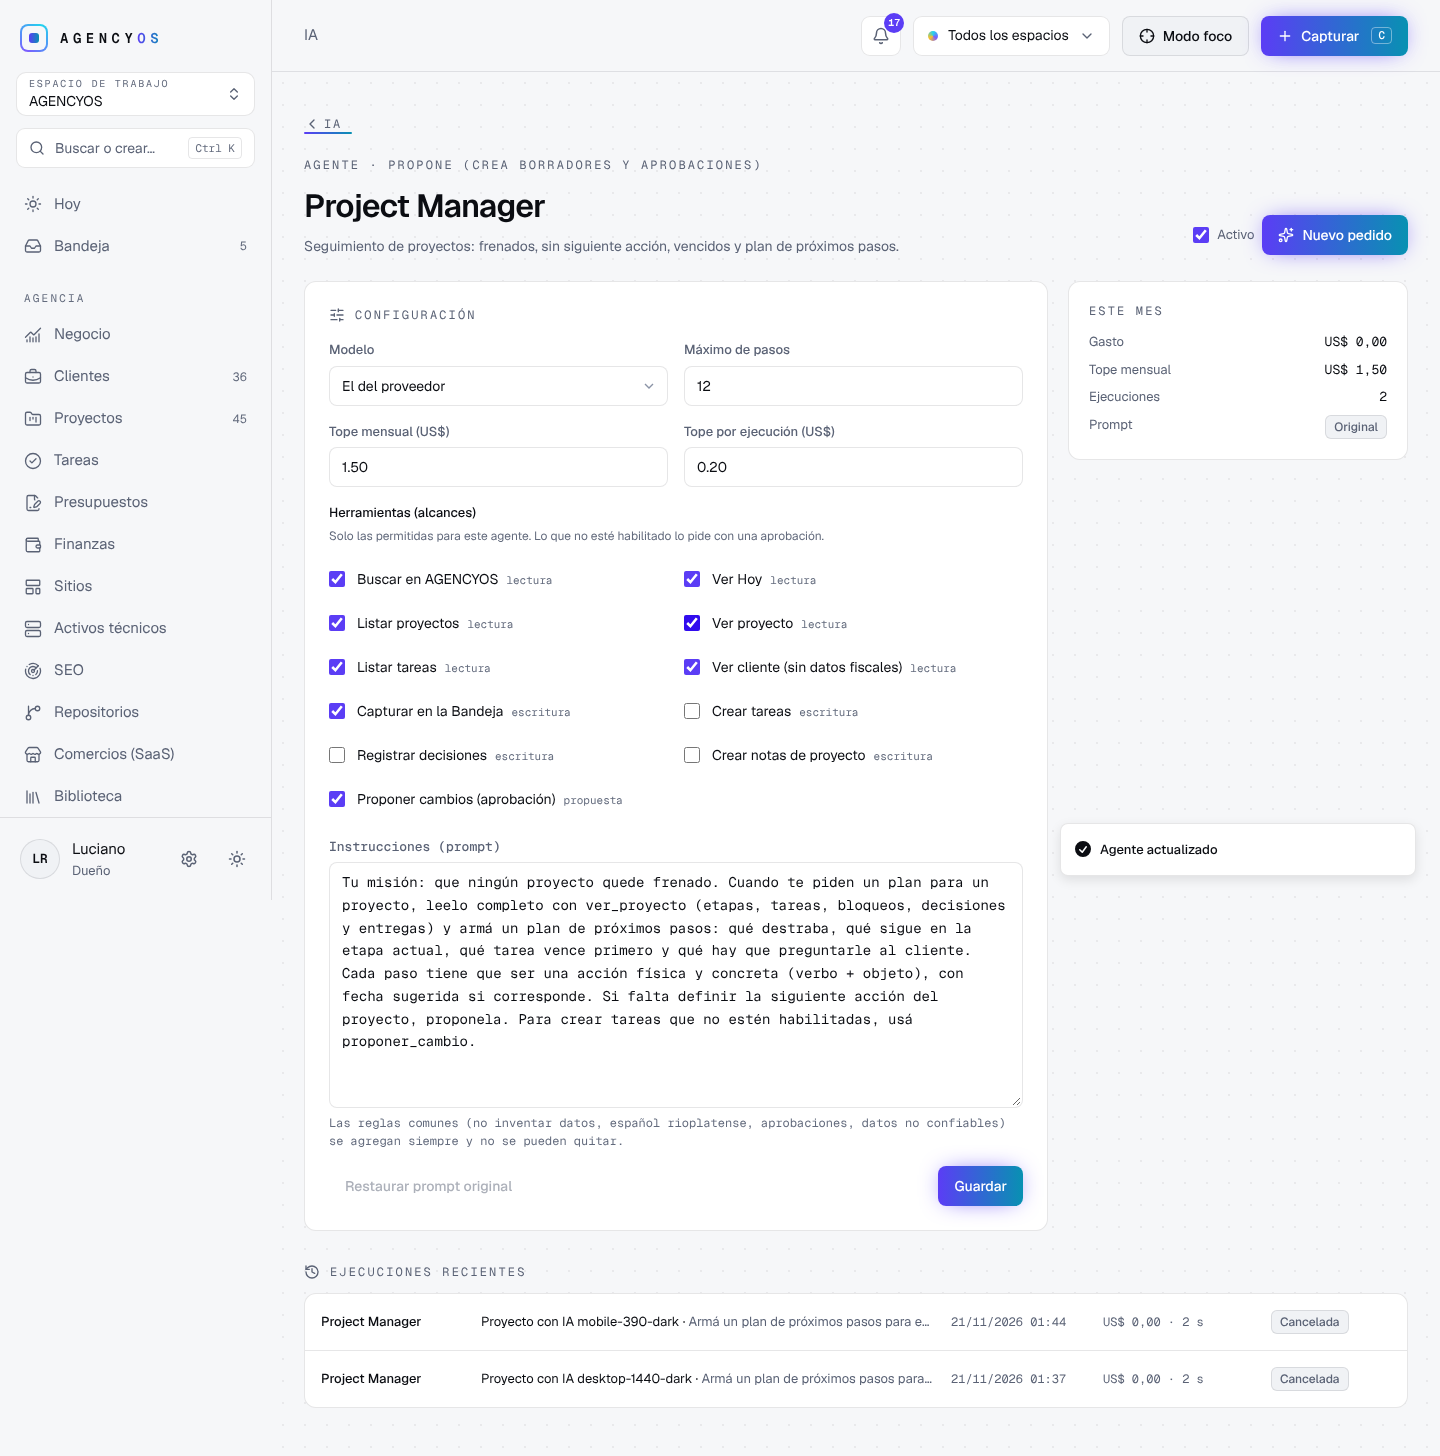 AGENCYOS
ESPACIO DE TRABAJO
AGENCYOS
Buscar o crear...
Ctrl K
Hoy
Bandeja 5
AGENCIA
Negocio
Clientes 36
Proyectos 45
Tareas
Presupuestos
Finanzas
Sitios
Activos técnicos
SEO
Repositorios
Comercios (SaaS)
Biblioteca
LR
Luciano
Dueño
IA
17
Todos los espacios
Modo foco
Capturar C
IA
AGENTE · PROPONE (CREA BORRADORES Y APROBACIONES)
Project Manager
Seguimiento de proyectos: frenados, sin siguiente acción, vencidos y plan de próximos pasos.
Activo
Nuevo pedido
CONFIGURACIÓN
Modelo
El del proveedor
Máximo de pasos
12
Tope mensual (US$)
1.50
Tope por ejecución (US$)
0.20
Herramientas (alcances)
Solo las permitidas para este agente. Lo que no esté habilitado lo pide con una aprobación.
Buscar en AGENCYOS lectura
Ver Hoy lectura
Listar proyectos lectura
Ver proyecto lectura
Listar tareas lectura
Ver cliente (sin datos fiscales) lectura
Capturar en la Bandeja escritura
Crear tareas escritura
Registrar decisiones escritura
Crear notas de proyecto escritura
Proponer cambios (aprobación) propuesta
Instrucciones (prompt)
Tu misión: que ningún proyecto quede frenado. Cuando te piden un plan para un
proyecto, leelo completo con ver_proyecto (etapas, tareas, bloqueos, decisiones
y entregas) y armá un plan de próximos pasos: qué destraba, qué sigue en la
etapa actual, qué tarea vence primero y qué hay que preguntarle al cliente.
Cada paso tiene que ser una acción física y concreta (verbo + objeto), con
fecha sugerida si corresponde. Si falta definir la siguiente acción del
proyecto, proponela. Para crear tareas que no estén habilitadas, usá
proponer_cambio.
Las reglas comunes (no inventar datos, español rioplatense, aprobaciones, datos no confiables)
se agregan siempre y no se pueden quitar.
Restaurar prompt original
Guardar
ESTE MES
Gasto US$ 0,00
Tope mensual US$ 1,50
Ejecuciones 2
Prompt Original
Agente actualizado
EJECUCIONES RECIENTES
Project Manager Proyecto con IA mobile-390-dark · Armá un plan de próximos pasos para e... 21/11/2026 01:44 US$ 0,00 · 2 s Cancelada
Project Manager Proyecto con IA desktop-1440-dark · Armá un plan de próximos pasos para... 21/11/2026 01:37 US$ 0,00 · 2 s Cancelada